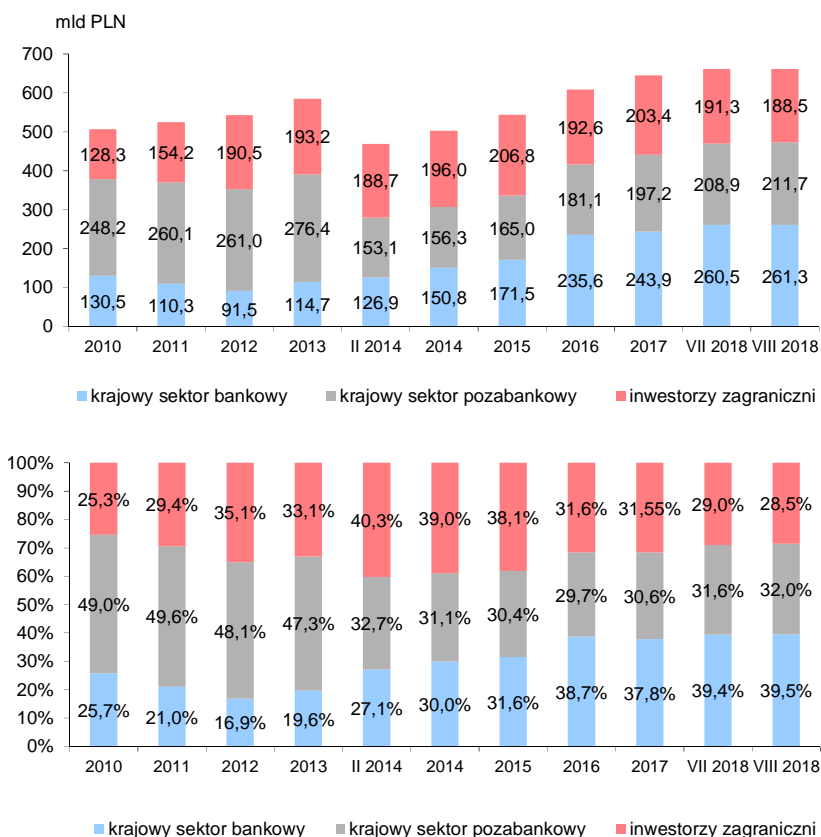 mld PLN
700
600
500
400
300
200
100
0
128,3 154,2 190,5 193,2 188,7 196,0 206,8 192,6 203,4 191,3 188,5
248,2 260,1 261,0 276,4 153,1 156,3 165,0 181,1 197,2 208,9 211,7
130,5 110,3 91,5 114,7 126,9 150,8 171,5 235,6 243,9 260,5 261,3
2010 2011 2012 2013 II 2014 2014 2015 2016 2017 VII 2018 VIII 2018
krajowy sektor bankowy krajowy sektor pozabankowy inwestorzy zagraniczni
100%
90%
80%
70%
60%
50%
40%
30%
20%
10%
0%
25,3% 29,4% 35,1% 33,1% 40,3% 39,0% 38,1% 31,6% 31,55% 29,0% 28,5%
49,0% 49,6% 48,1% 47,3% 32,7% 31,1% 30,4% 29,7% 30,6% 31,6% 32,0%
25,7% 21,0% 16,9% 19,6% 27,1% 30,0% 31,6% 38,7% 37,8% 39,4% 39,5%
2010 2011 2012 2013 II 2014 2014 2015 2016 2017 VII 2018 VIII 2018
krajowy sektor bankowy krajowy sektor pozabankowy inwestorzy zagraniczni